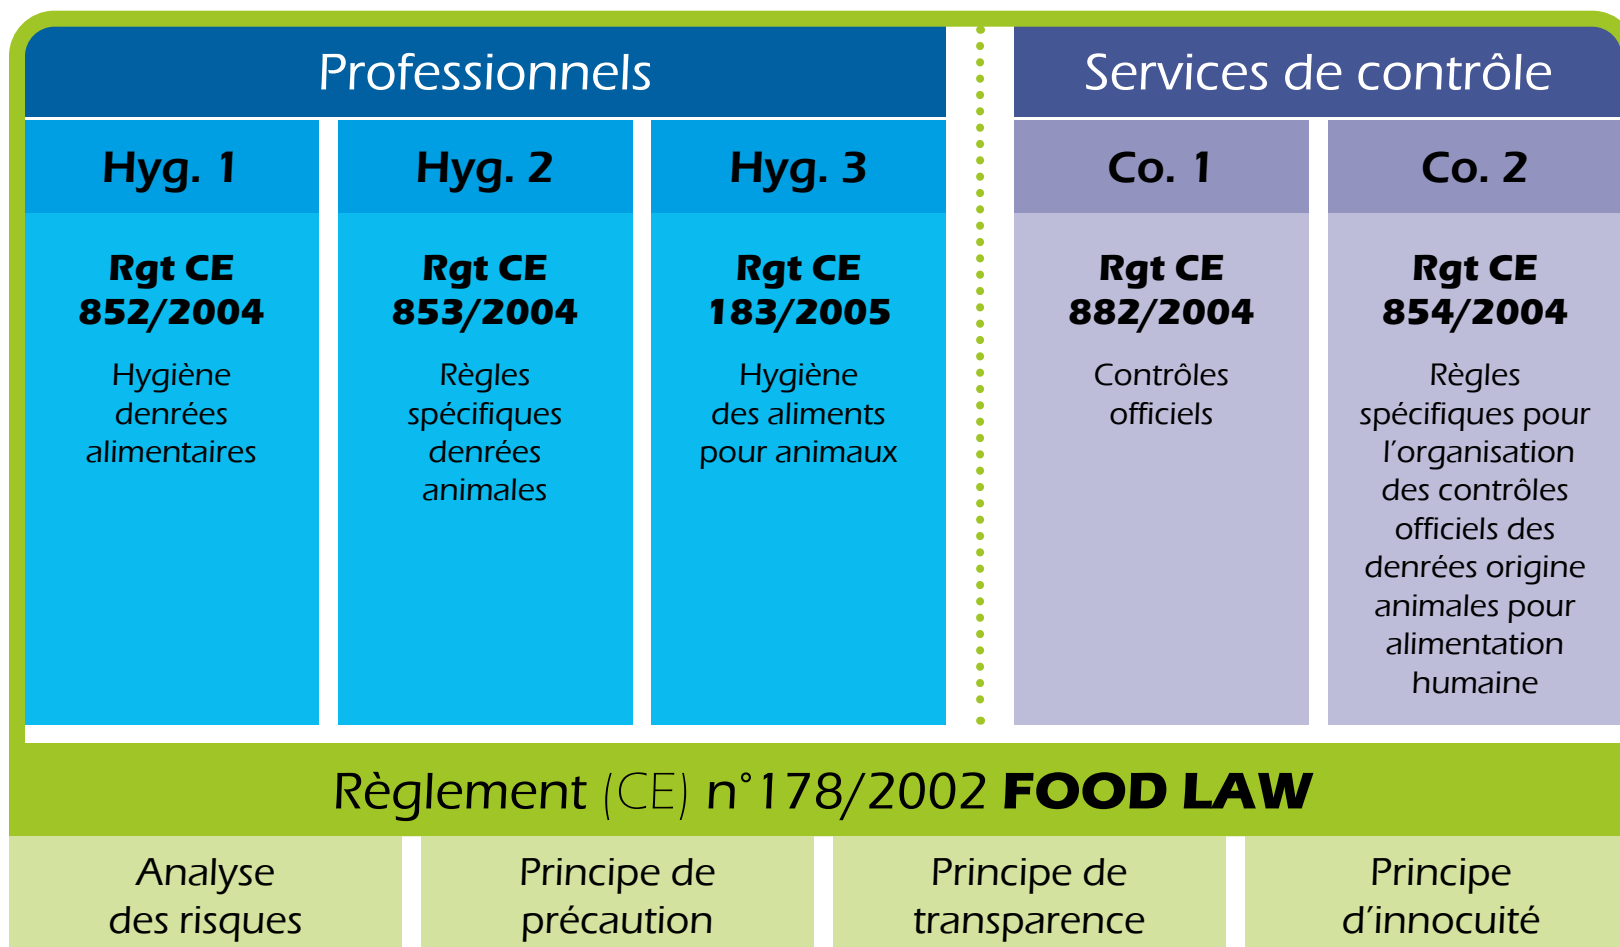 Professionnels
Services de contrôle
Hyg. 1
Hyg. 2
Hyg. 3
Co. 1
Co. 2
Rgt CE
852/2004
Hygiène
denrées
alimentaires
Rgt CE
853/2004
Règles
spécifiques
denrées
animales
Rgt CE
183/2005
Hygiène
des aliments
pour animaux
Rgt CE
882/2004
Contrôles
officiels
Rgt CE
854/2004
Règles
spécifiques pour
l’organisation
des contrôles
officiels des
denrées origine
animales pour
alimentation
humaine
Règlement (CE) n°178/2002 FOOD LAW
Analyse
des risques
Principe de
précaution
Principe de
transparence
Principe
d’innocuité